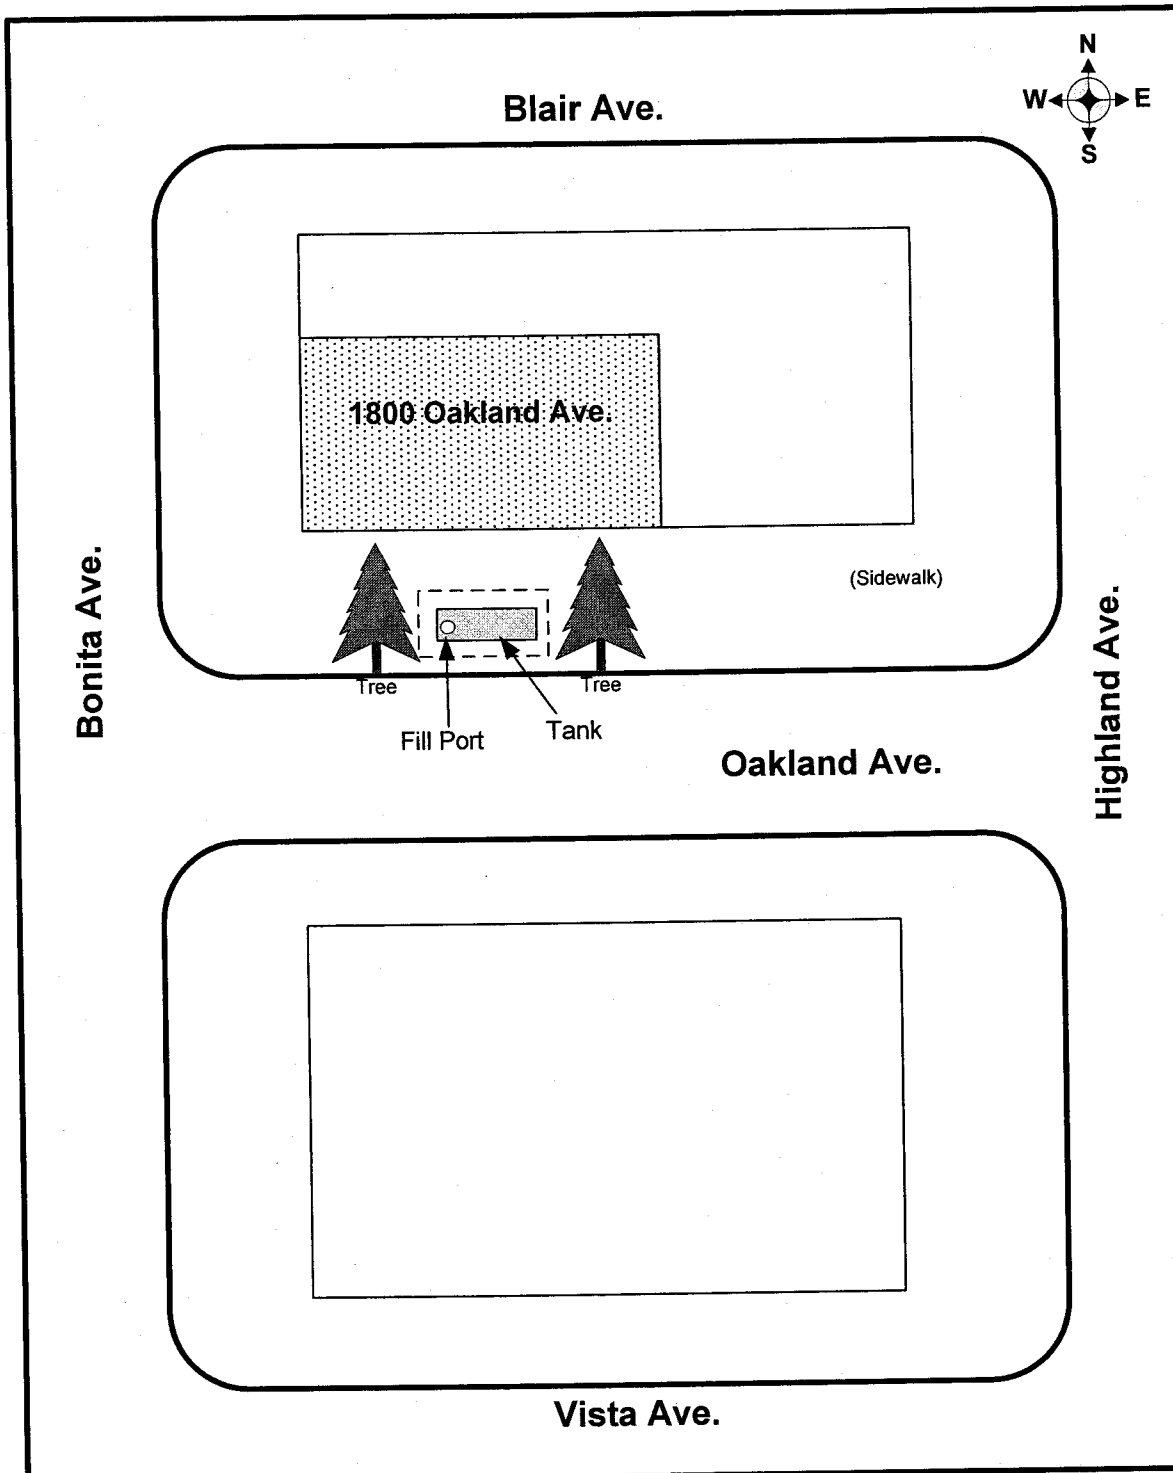 N
Blair Ave.
W E
S
1800 Oakland Ave.
(Sidewalk)
Bonita Ave.
Highland Ave.
Tree
Tree
Fill Port
Tank
Oakland Ave.
Vista Ave.